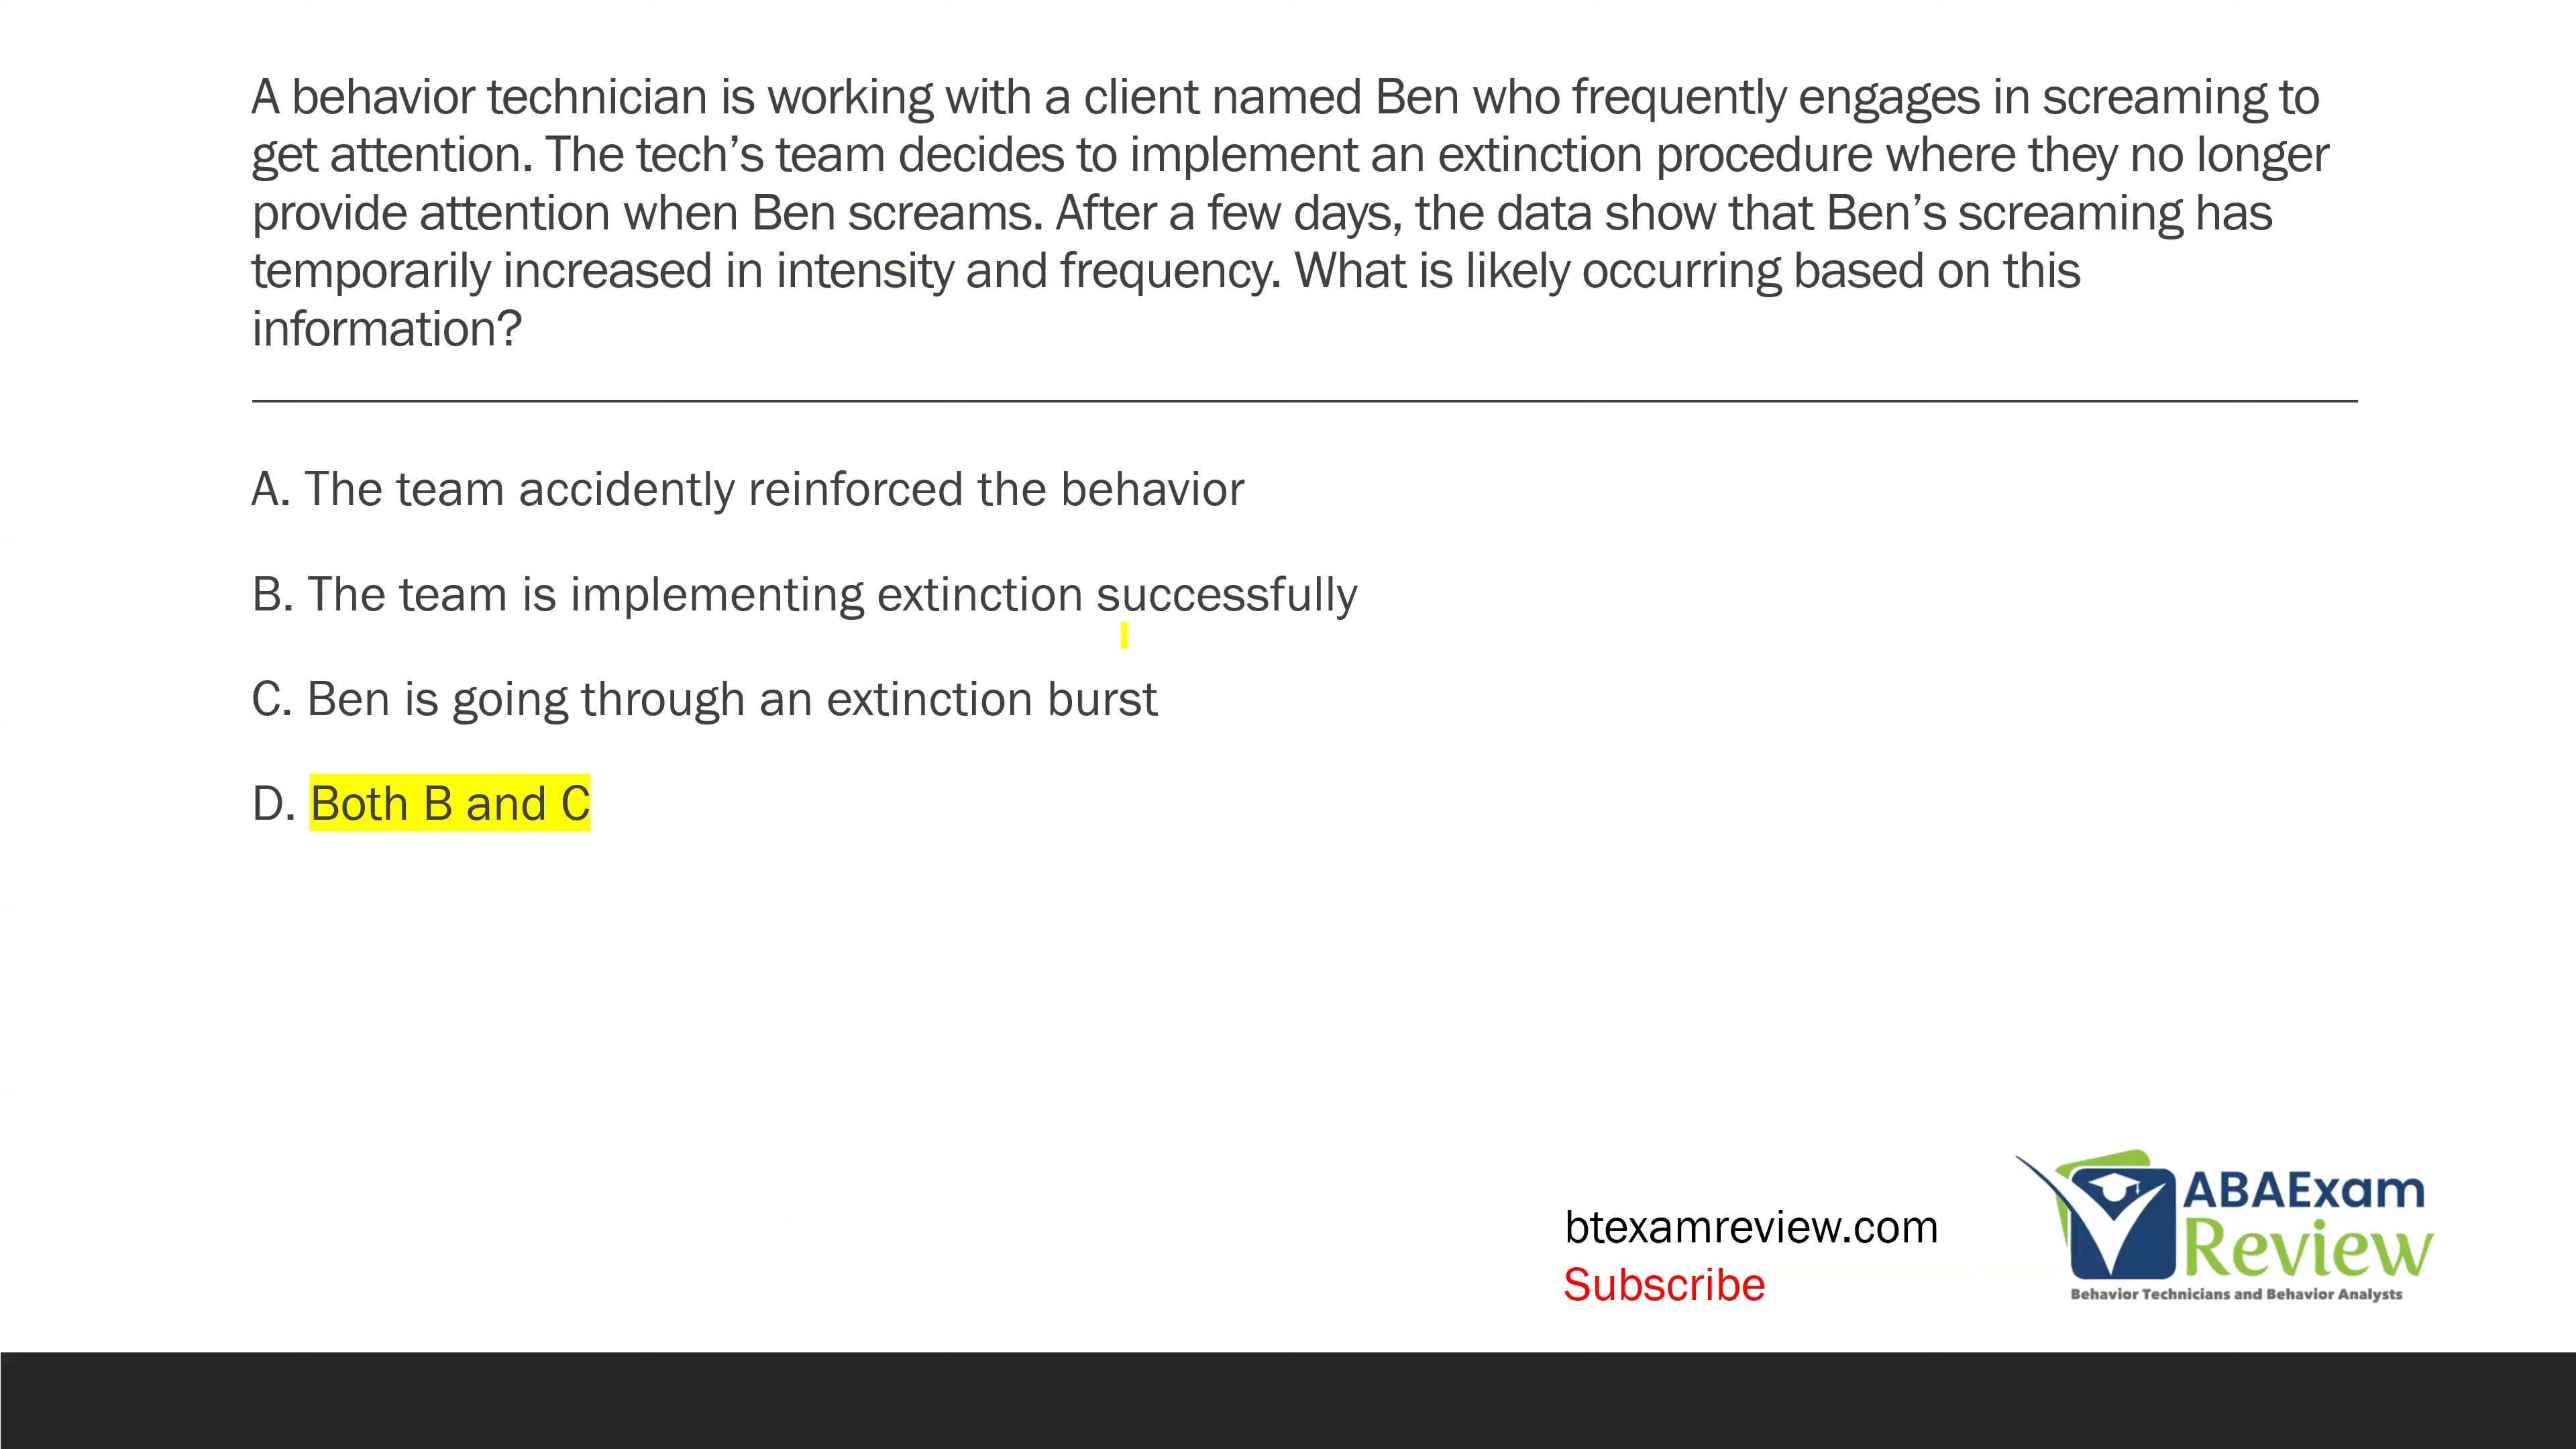 A behavior technician is working with a client named Ben who frequently engages in screaming to
get attention. The tech’s team decides to implement an extinction procedure where they no longer
provide attention when Ben screams. After a few days, the data show that Ben’s screaming has
temporarily increased in intensity and frequency. What is likely occurring based on this
information?
A. The team accidently reinforced the behavior
B. The team is implementing extinction successfully
C. Ben is going through an extinction burst
D. Both B and C
btexamreview.com
Subscribe
ABAExam
Review
Behavior Technicians and Behavior Analysts